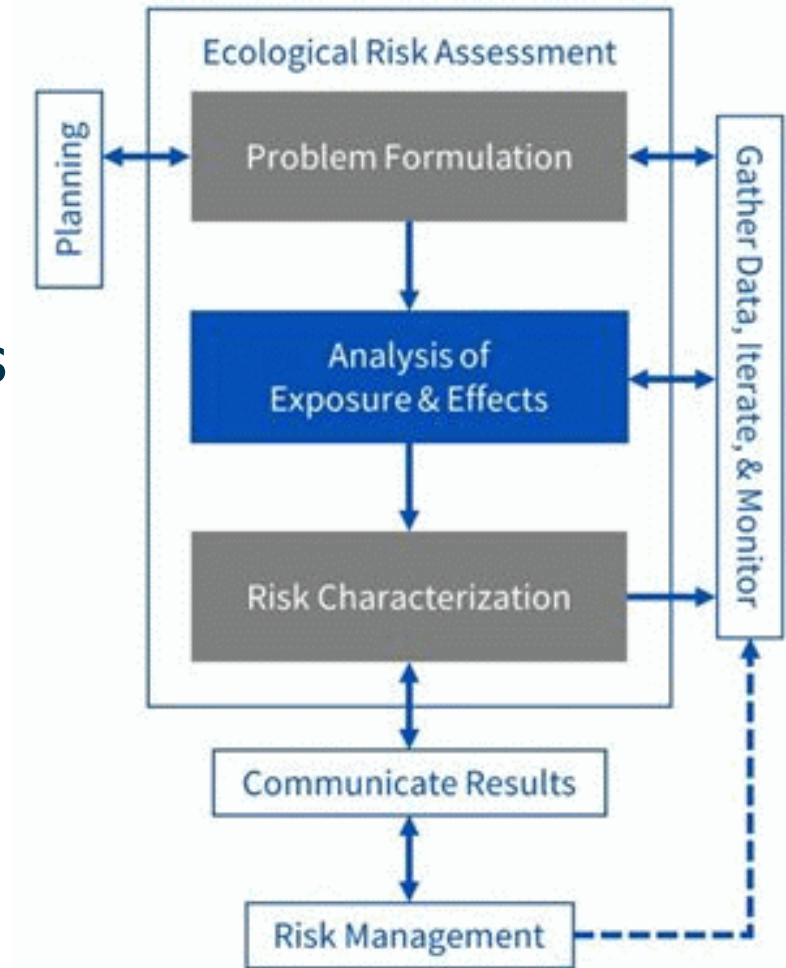 Ecological Risk Assessment
Planning
Problem Formulation
Gather Data, Iterate, & Monitor
s
Analysis of
Exposure & Effects
Risk Characterization
Communicate Results
Risk Management